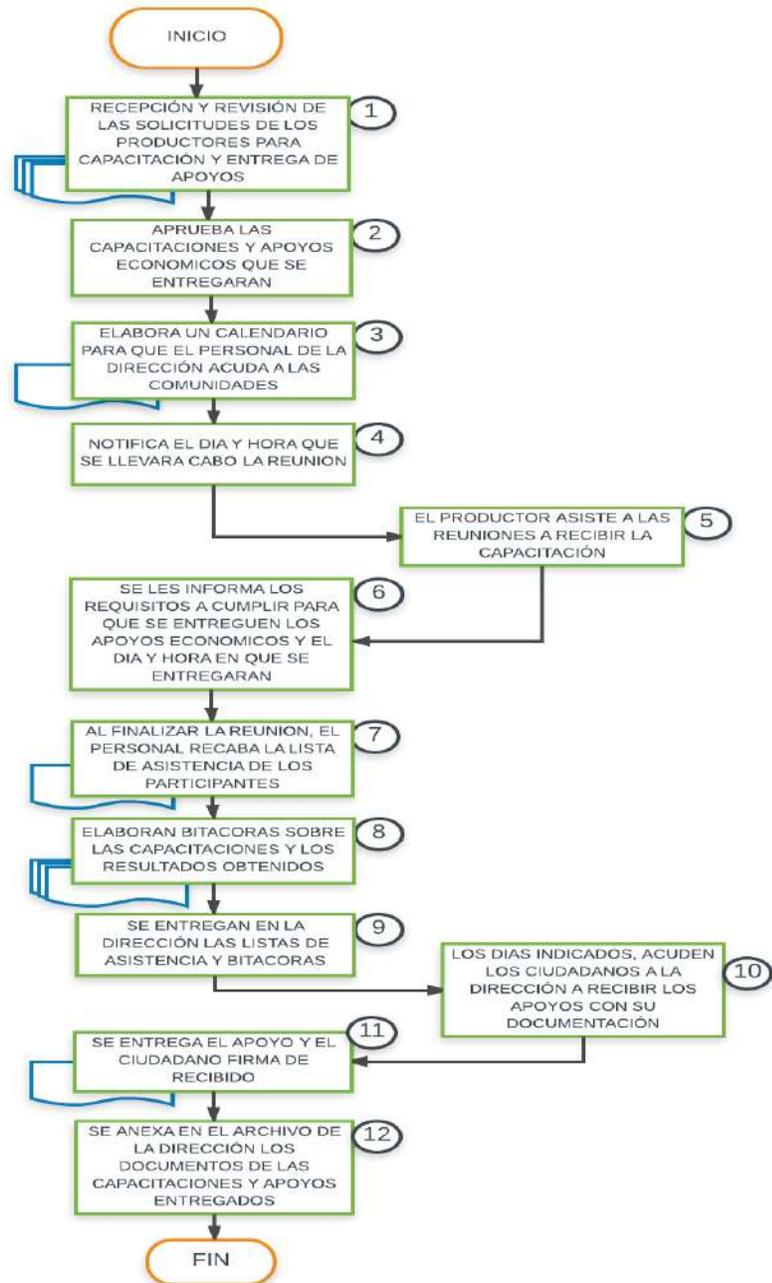 INICIO
1
RECEPCIÓN Y REVISIÓN DE
LAS SOLICITUDES DE LOS
PRODUCTORES PARA
CAPACITACIÓN Y ENTREGA DE
APOYOS
2
APRUEBA LAS
CAPACITACIONES Y APOYOS
ECONOMICOS QUE SE
ENTREGARAN
3
ELABORA UN CALENDARIO
PARA QUE EL PERSONAL DE LA
DIRECCIÓN ACUDA A LAS
COMUNIDADES
4
NOTIFICA EL DIA Y HORA QUE
SE LLEVARA CABO LA REUNION
5
EL PRODUCTOR ASISTE A LAS
REUNIONES A RECIBIR LA
CAPACITACIÓN
6
SE LES INFORMA LOS
REQUISITOS A CUMPLIR PARA
QUE SE ENTREGUEN LOS
APOYOS ECONOMICOS Y EL
DIA Y HORA EN QUE SE
ENTREGARAN
7
AL FINALIZAR LA REUNION, EL
PERSONAL RECABA LA LISTA
DE ASISTENCIA DE LOS
PARTICIPANTES
8
ELABORAN BITACORAS SOBRE
LAS CAPACITACIONES Y LOS
RESULTADOS OBTENIDOS
9
SE ENTREGAN EN LA
DIRECCIÓN LAS LISTAS DE
ASISTENCIA Y BITACORAS
10
LOS DIAS INDICADOS, ACUDEN
LOS CIUDADANOS A LA
DIRECCIÓN A RECIBIR LOS
APOYOS CON SU
DOCUMENTACIÓN
11
SE ENTREGA EL APOYO Y EL
CIUDADANO FIRMA DE
RECIBIDO
12
SE ANEXA EN EL ARCHIVO DE
LA DIRECCIÓN LOS
DOCUMENTOS DE LAS
CAPACITACIONES Y APOYOS
ENTREGADOS
FIN